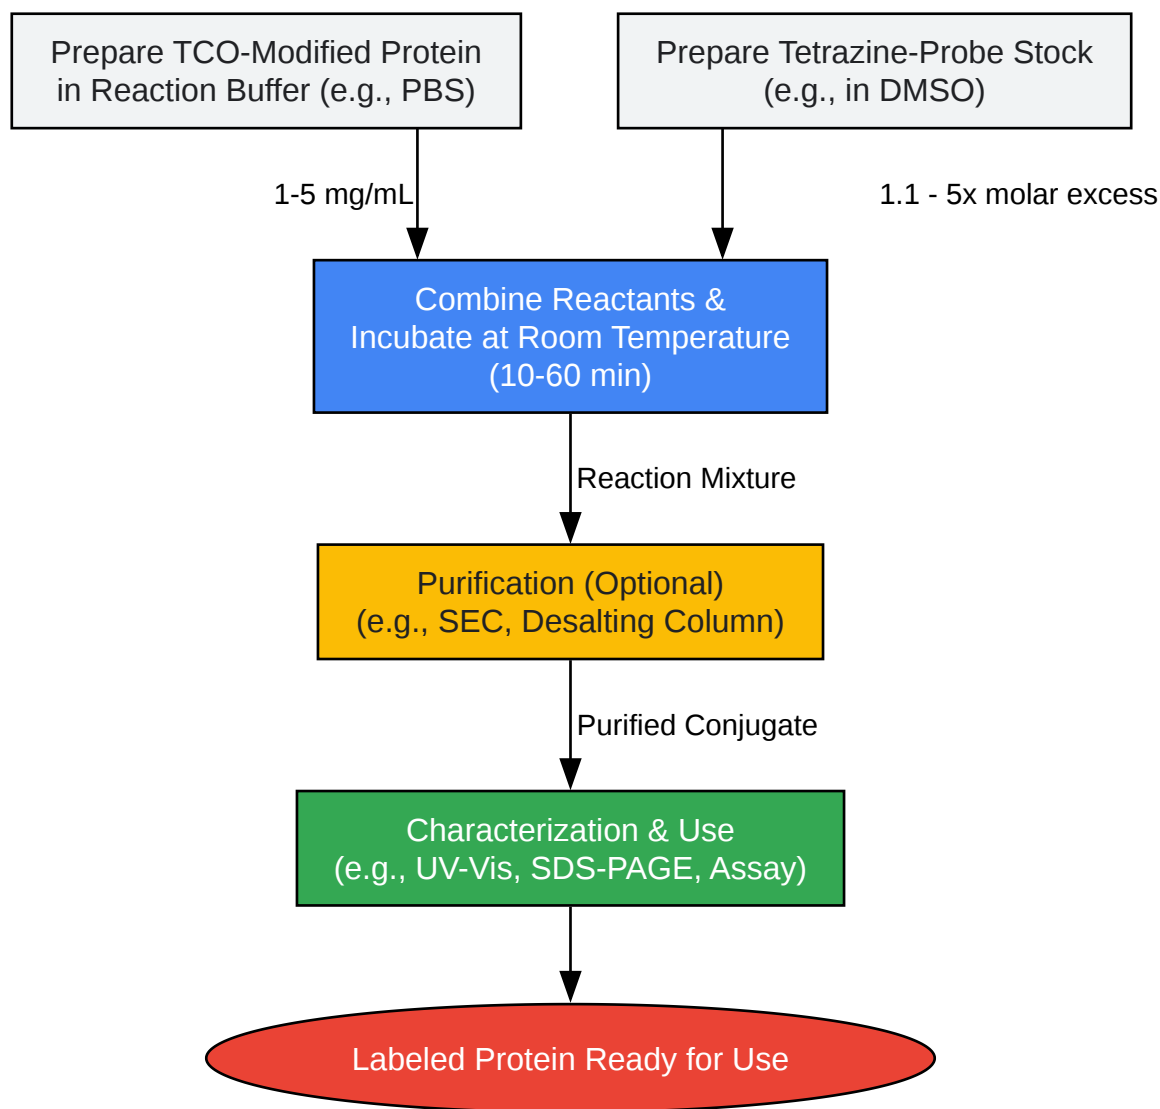 Prepare TCO-Modified Protein
in Reaction Buffer (e.g., PBS)
Prepare Tetrazine-Probe Stock
(e.g., in DMSO)
1-5 mg/mL
1.1 - 5x molar excess
Combine Reactants &
Incubate at Room Temperature
(10-60 min)
Reaction Mixture
Purification (Optional)
(e.g., SEC, Desalting Column)
Purified Conjugate
Characterization & Use
(e.g., UV-Vis, SDS-PAGE, Assay)
Labeled Protein Ready for Use